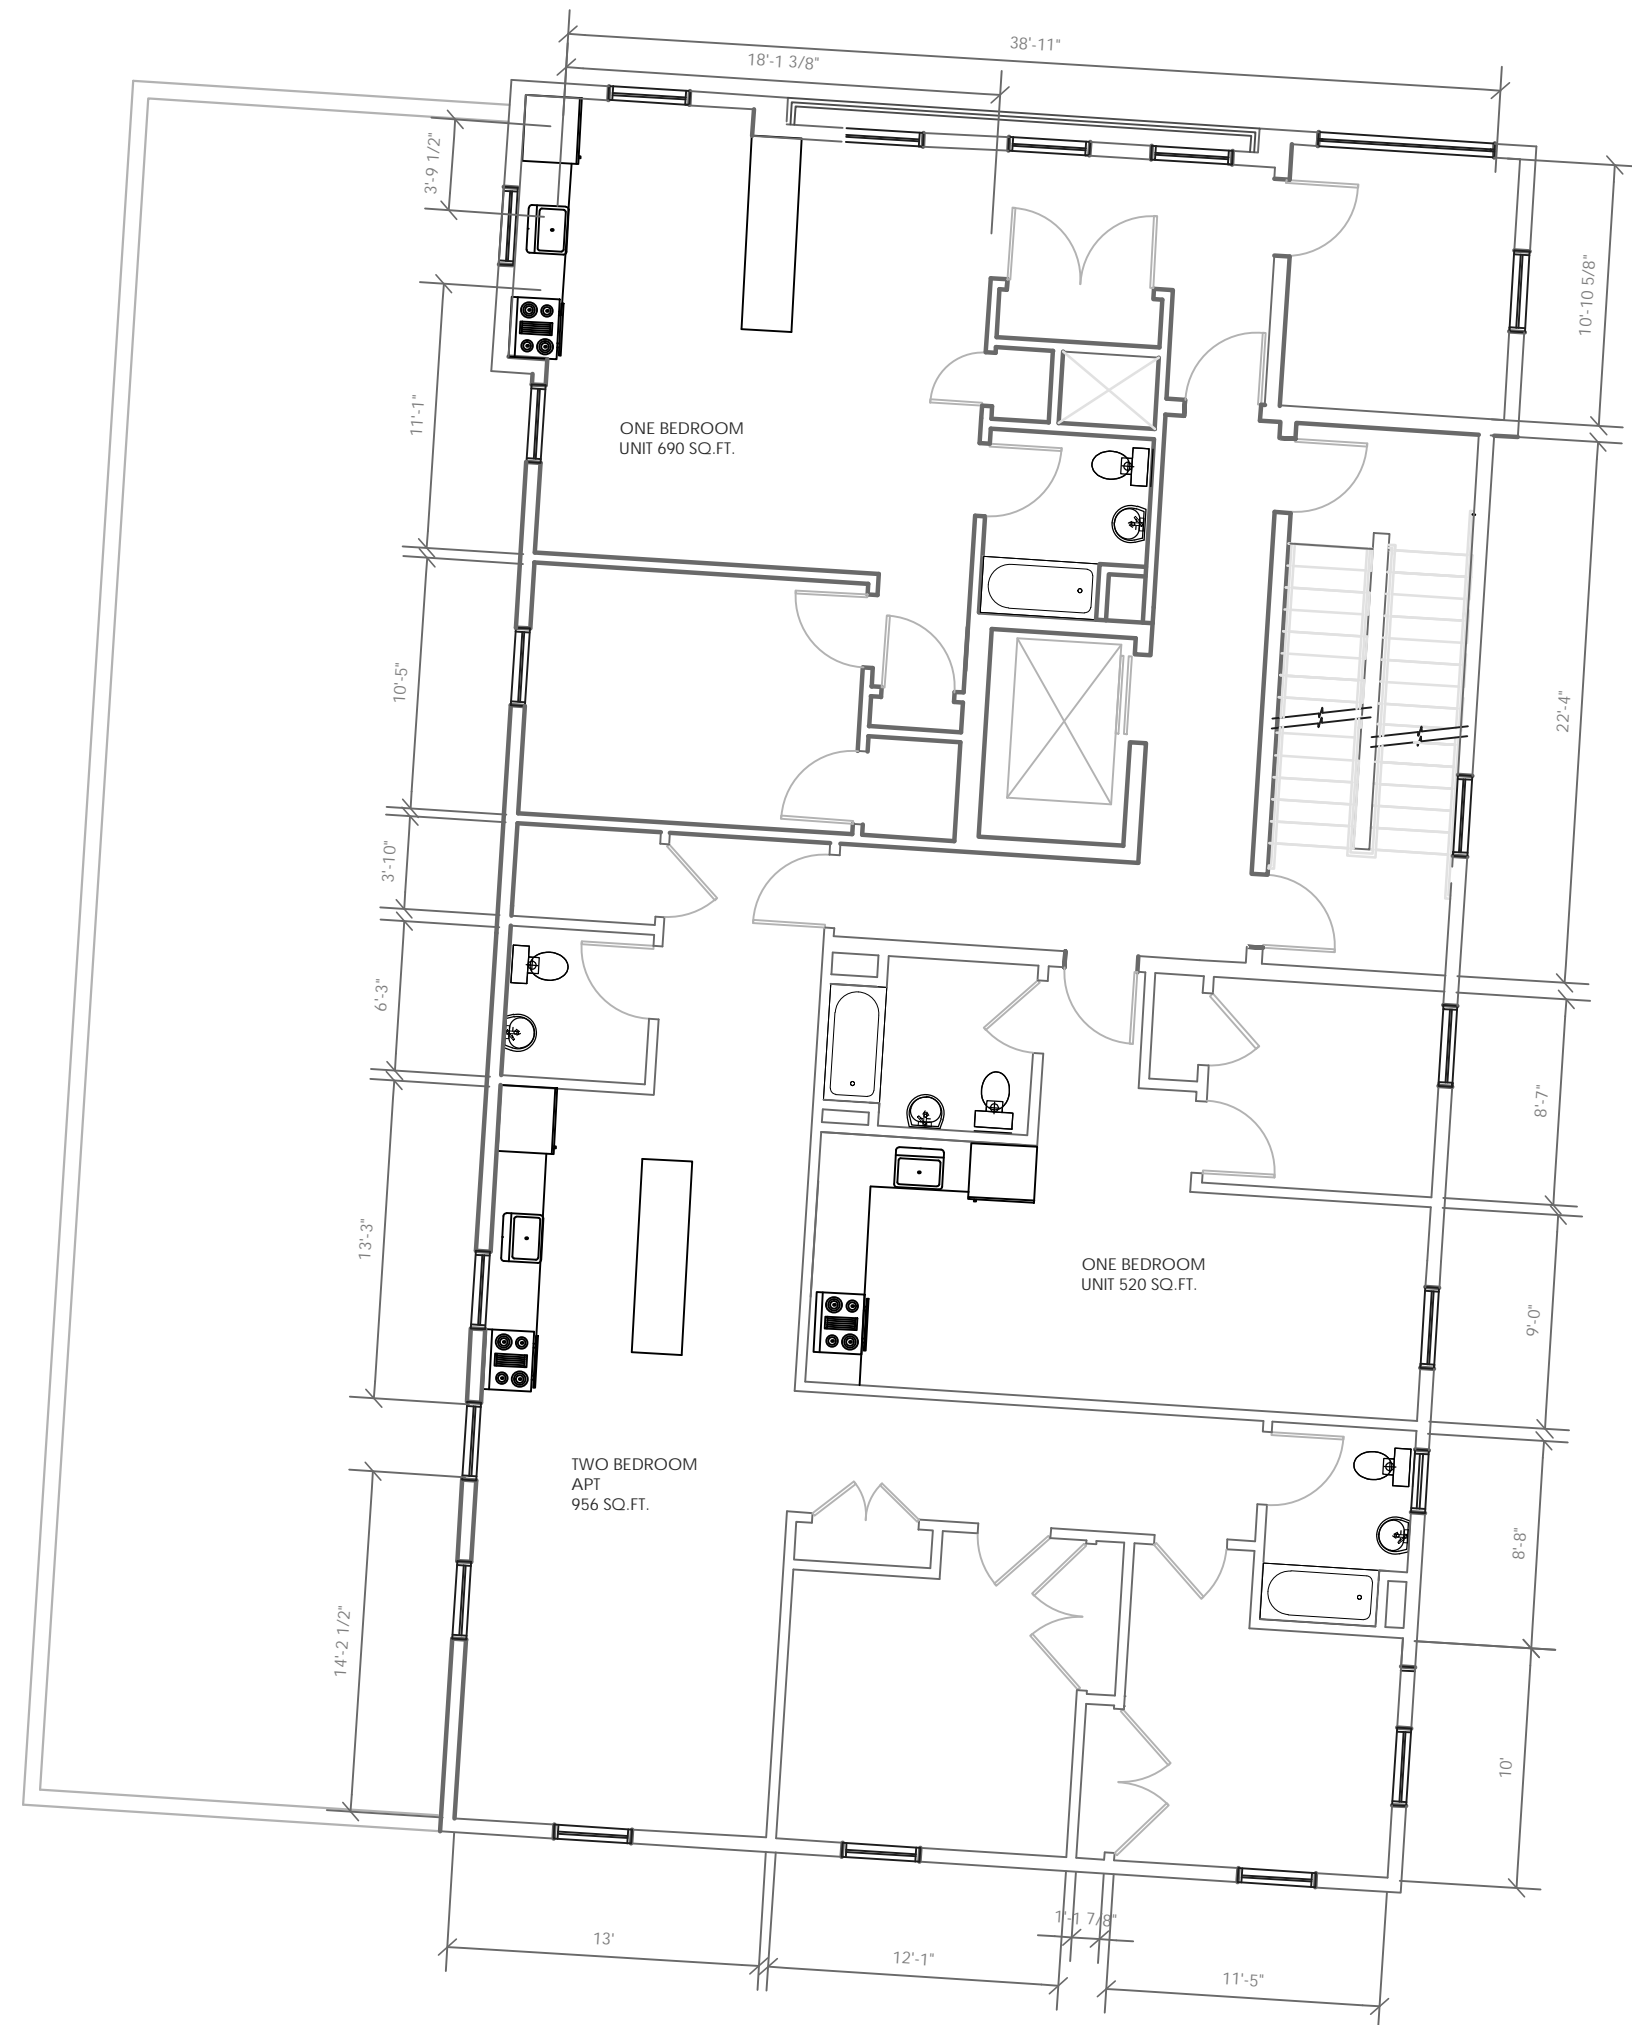 38'-11"
18'-1 3/8"
3'-9 1/2"
10'-10 5/8"
11'-1"
ONE BEDROOM
UNIT 690 SQ.FT.
10'-5"
22'-4"
3'-10"
6'-3"
8'-7"
13'-3"
ONE BEDROOM
UNIT 520 SQ.FT.
9'-0"
TWO BEDROOM
APT
956 SQ.FT.
8'-8"
14'-2 1/2"
10'
1'-1 7/8"
13'
12'-1"
11'-5"